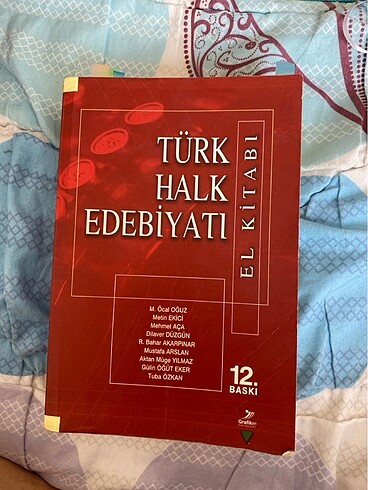 TÜRK
HALK
EDEBİYATI
EL KİTABI
M. Öcal OĞUZ
Metin EKİCİ
Mehmet AÇA
Dilaver DÜZGÜN
R. Bahar AKARPINAR
Mustafa ARSLAN
Aktan Müge YILMAZ
Gülin ÖĞÜT EKER
Tuba ÖZKAN
12.
BASKI
Grafiker